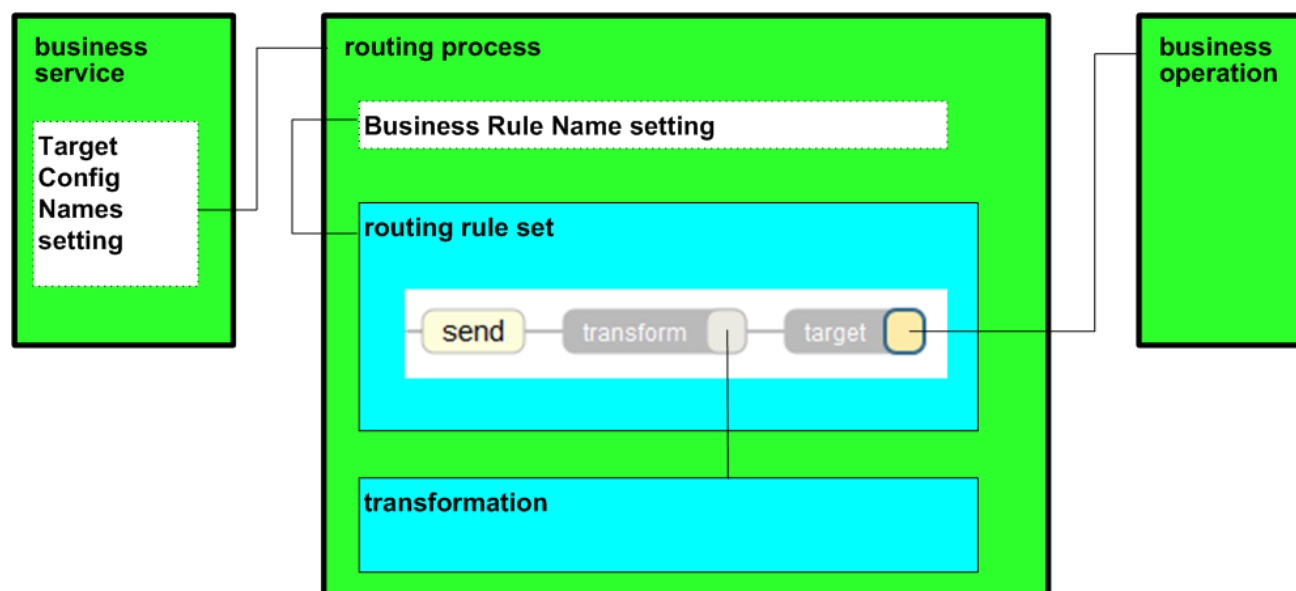 business
service
Target
Config
Names
setting
routing process
Business Rule Name setting
routing rule set
send
transform
target
transformation
business
operation